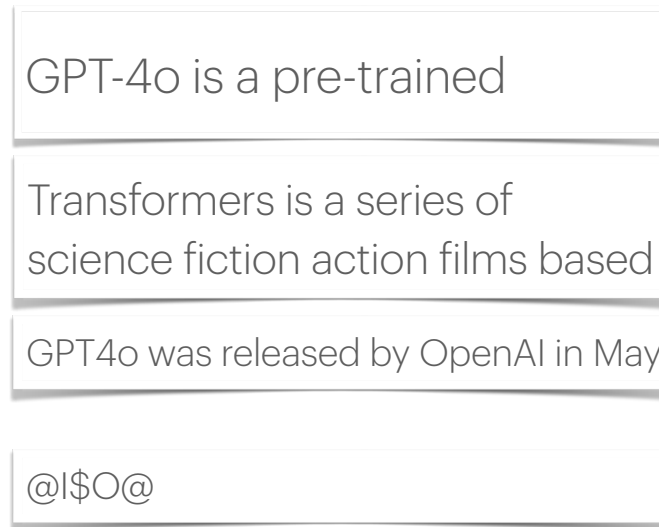 GPT-4o is a pre-trained
Transformers is a series of
science fiction action films based
GPT4o was released by OpenAI in May
@I$O@